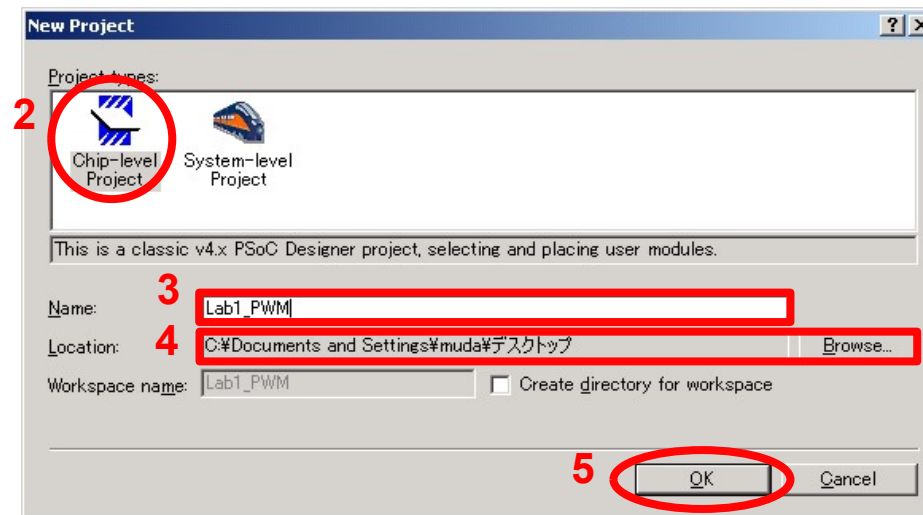 New Project
Project types:
2
Chip-level
Project
System-level
Project
This is a classic v4.x PSoC Designer project, selecting and placing user modules.
Name: 3 Lab1_PWM
Location: 4 C:¥Documents and Settings¥muda¥デスクトップ Browse...
Workspace name: Lab1_PWM Create directory for workspace
5 OK Cancel